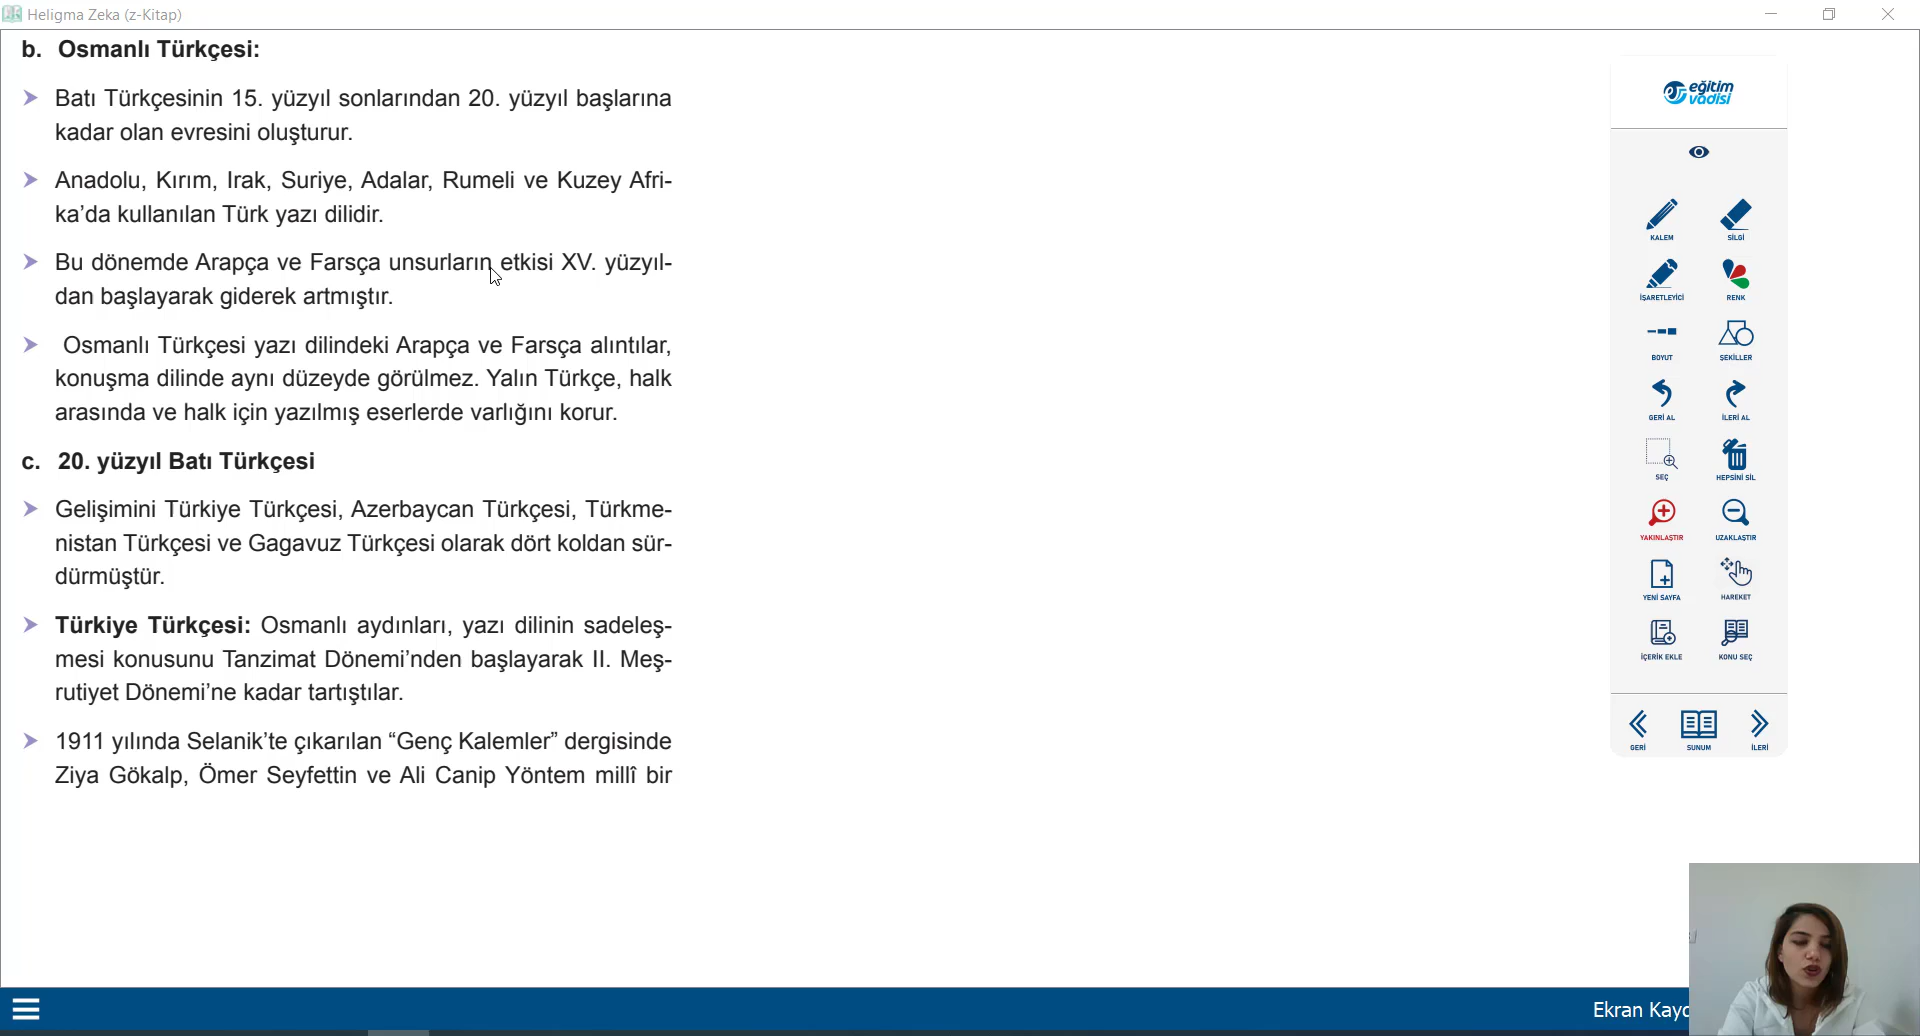 Heligma Zeka (z-Kitap)
b. Osmanlı Türkçesi:
Batı Türkçesinin 15. yüzyıl sonlarından 20. yüzyıl başlarına
kadar olan evresini oluşturur.
Anadolu, Kırım, Irak, Suriye, Adalar, Rumeli ve Kuzey Afri-
ka’da kullanılan Türk yazı dilidir.
Bu dönemde Arapça ve Farsça unsurların etkisi XV. yüzyıl-
dan başlayarak giderek artmıştır.
Osmanlı Türkçesi yazı dilindeki Arapça ve Farsça alıntılar,
konuşma dilinde aynı düzeyde görülmez. Yalın Türkçe, halk
arasında ve halk için yazılmış eserlerde varlığını korur.
c. 20. yüzyıl Batı Türkçesi
Gelişimini Türkiye Türkçesi, Azerbaycan Türkçesi, Türkme-
nistan Türkçesi ve Gagavuz Türkçesi olarak dört koldan sür-
dürmüştür.
Türkiye Türkçesi: Osmanlı aydınları, yazı dilinin sadeleş-
mesi konusunu Tanzimat Dönemi’nden başlayarak II. Meş-
rutiyet Dönemi’ne kadar tartıştılar.
1911 yılında Selanik’te çıkarılan “Genç Kalemler” dergisinde
Ziya Gökalp, Ömer Seyfettin ve Ali Canip Yöntem millî bir
eğitim
vadisi
KALEM SİLGİ
İŞARETLEYİCİ RENK
BOYUT ŞEKİLLER
GERİ AL İLERİ AL
SEÇ HEPSİNİ SİL
YAKINLAŞTIR UZAKLAŞTIR
YENİ SAYFA HAREKET
İÇERİK EKLE KONU SEÇ
GERİ SUNUM İLERİ
Ekran Kayd